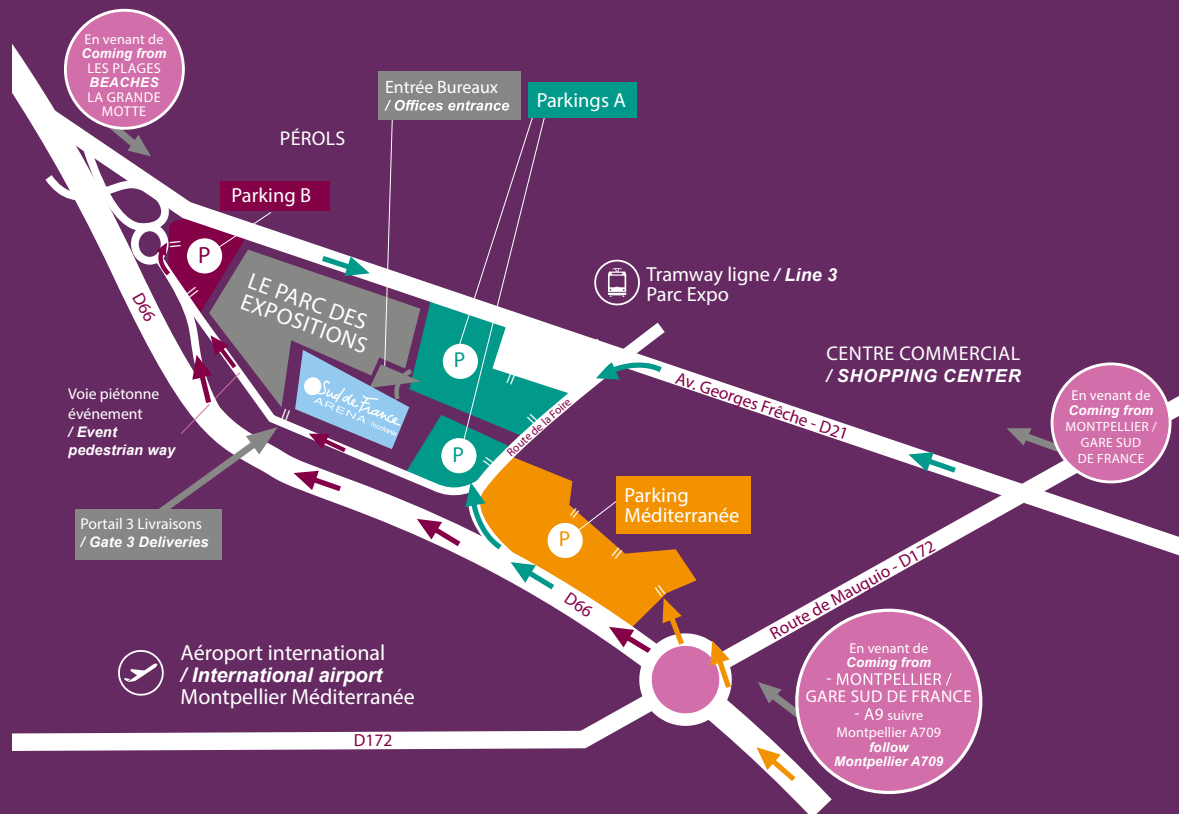 En venant de
Coming from
LES PLAGES
BEACHES
LA GRANDE
MOTTE
Entrée Bureaux
/ Offices entrance
Parkings A
PÉROLS
Parking B
P
LE PARC DES
EXPOSITIONS
D66
Tramway ligne / Line 3
Parc Expo
P
Sud de France
ARENA Occitanie
CENTRE COMMERCIAL
/ SHOPPING CENTER
Av. Georges Frêche - D21
En venant de
Coming from
MONTPELLIER /
GARE SUD
DE FRANCE
Voie piétonne
événement
/ Event
pedestrian way
Route de la Foire
P
Portail 3 Livraisons
/ Gate 3 Deliveries
Parking
Méditerranée
P
D66
Route de Mauguio - D172
Aéroport international
/ International airport
Montpellier Méditerranée
En venant de
Coming from
- MONTPELLIER /
GARE SUD DE FRANCE
- A9 suivre
Montpellier A709
follow
Montpellier A709
D172